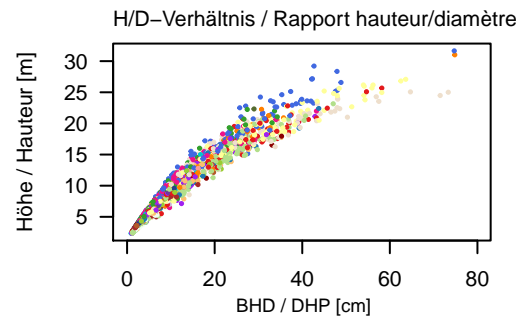 H/D−Verhältnis / Rapport hauteur/diamètre
Höhe / Hauteur [m]
30
25
20
15
10
5
0 20 40 60 80
BHD / DHP [cm]